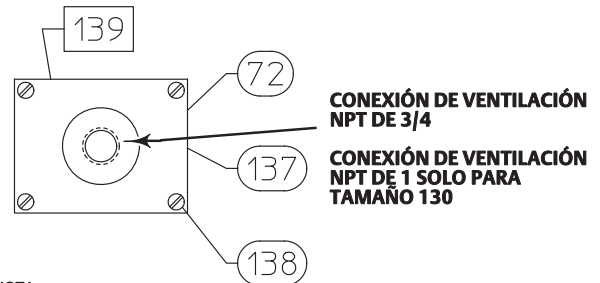 139
72
CONEXIÓN DE VENTILACIÓN
NPT DE 3/4
137
CONEXIÓN DE VENTILACIÓN
NPT DE 1 SOLO PARA
TAMAÑO 130
138